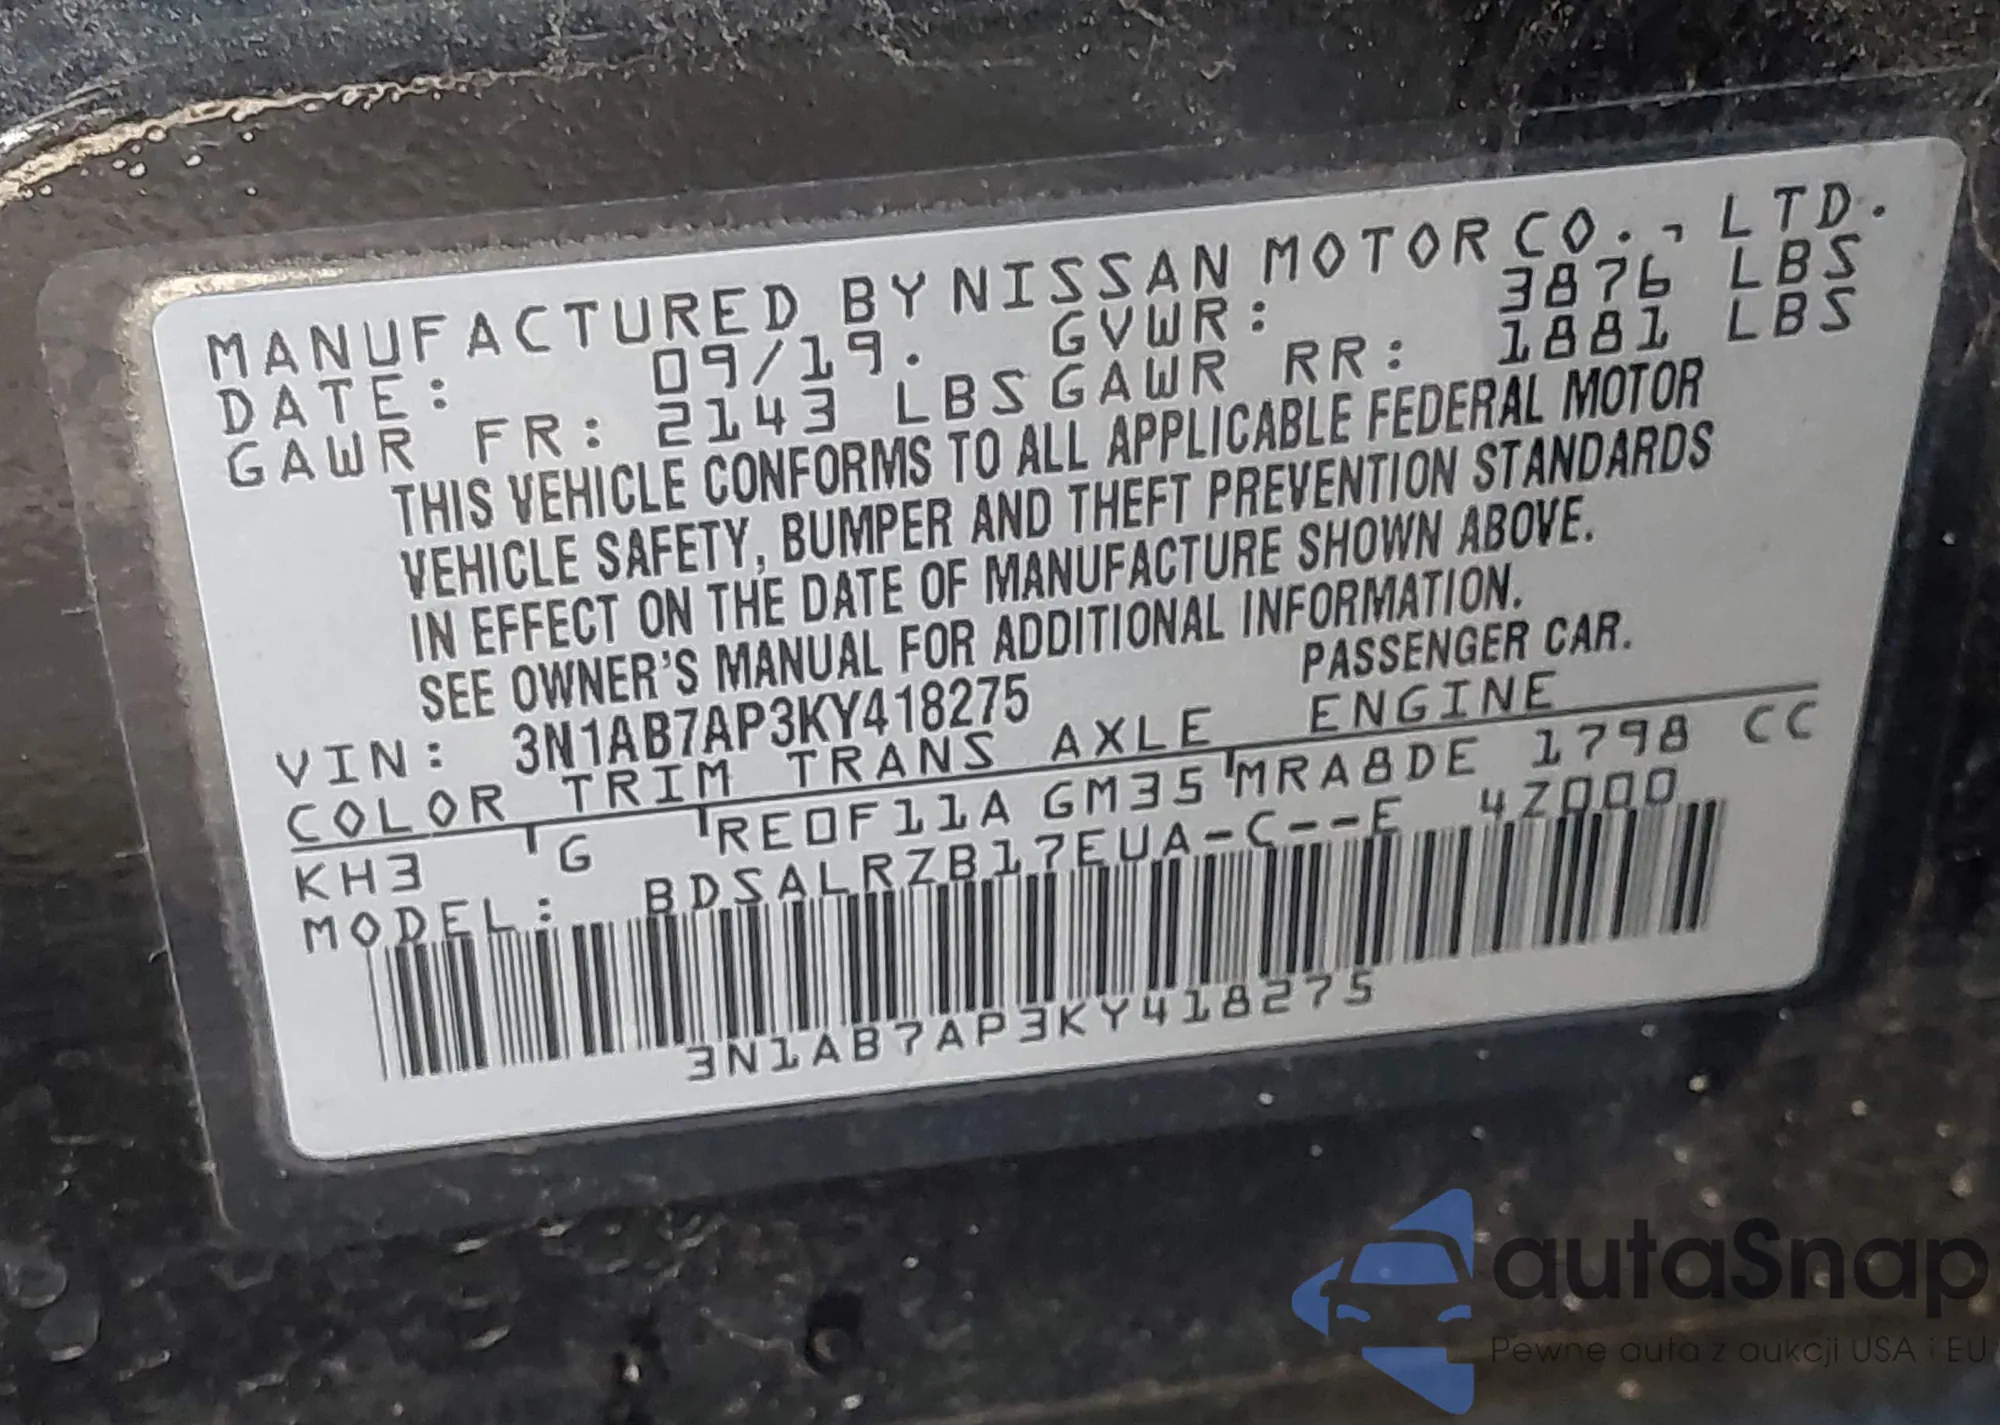 MANUFACTURED BY NISSAN MOTOR CO., LTD.
DATE: 09/19. GVWR: 3876 LBS
GAWR FR: 2143 LBS GAWR RR: 1881 LBS
THIS VEHICLE CONFORMS TO ALL APPLICABLE FEDERAL MOTOR
VEHICLE SAFETY, BUMPER AND THEFT PREVENTION STANDARDS
IN EFFECT ON THE DATE OF MANUFACTURE SHOWN ABOVE.
SEE OWNER'S MANUAL FOR ADDITIONAL INFORMATION.
VIN: 3N1AB7AP3KY418275 PASSENGER CAR.
COLOR TRIM TRANS AXLE ENGINE
KH3 G RE0F11A GM35 MRA8DE 1798 CC
MODEL: BDSALRZB17EUA-C--E 4Z000
3N1AB7AP3KY418275
autaSnap
Pewne auta z aukcji USA i EU